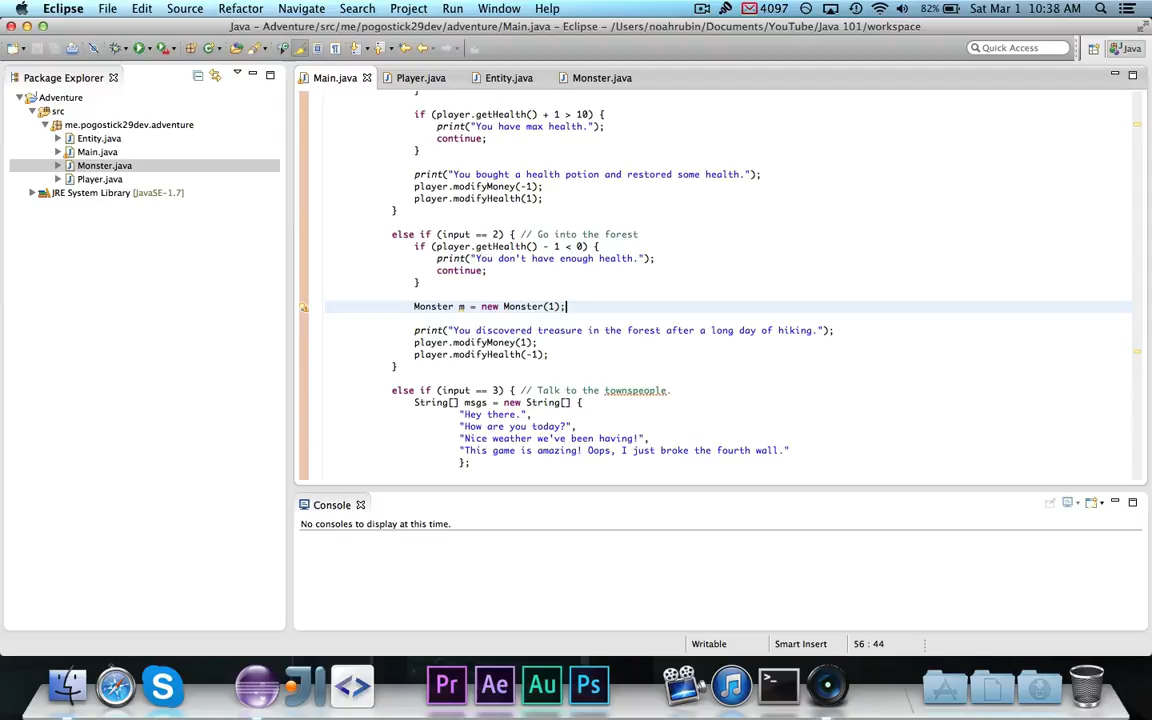 Eclipse File Edit Source Refactor Navigate Search Project Run Window Help 4097 82% Sat Mar 1 10:38 AM
Java – Adventure/src/me/pogostick29dev/adventure/Main.java – Eclipse – /Users/noahrubin/Documents/YouTube/Java 101/workspace
Quick Access Java
Package Explorer
Main.java Player.java Entity.java Monster.java
Adventure
src
me.pogostick29dev.adventure
Entity.java
Main.java
Monster.java
Player.java
JRE System Library [JavaSE-1.7]
}
if (player.getHealth() + 1 > 10) {
print("You have max health.");
continue;
}
print("You bought a health potion and restored some health.");
player.modifyMoney(-1);
player.modifyHealth(1);
}
else if (input == 2) { // Go into the forest
if (player.getHealth() - 1 < 0) {
print("You don't have enough health.");
continue;
}
Monster m = new Monster(1);
print("You discovered treasure in the forest after a long day of hiking.");
player.modifyMoney(1);
player.modifyHealth(-1);
}
else if (input == 3) { // Talk to the townspeople.
String[] msgs = new String[] {
"Hey there.",
"How are you today?",
"Nice weather we've been having!",
"This game is amazing! Oops, I just broke the fourth wall."
};
Console
No consoles to display at this time.
Writable Smart Insert 56 : 44
Pr Ae Au Ps